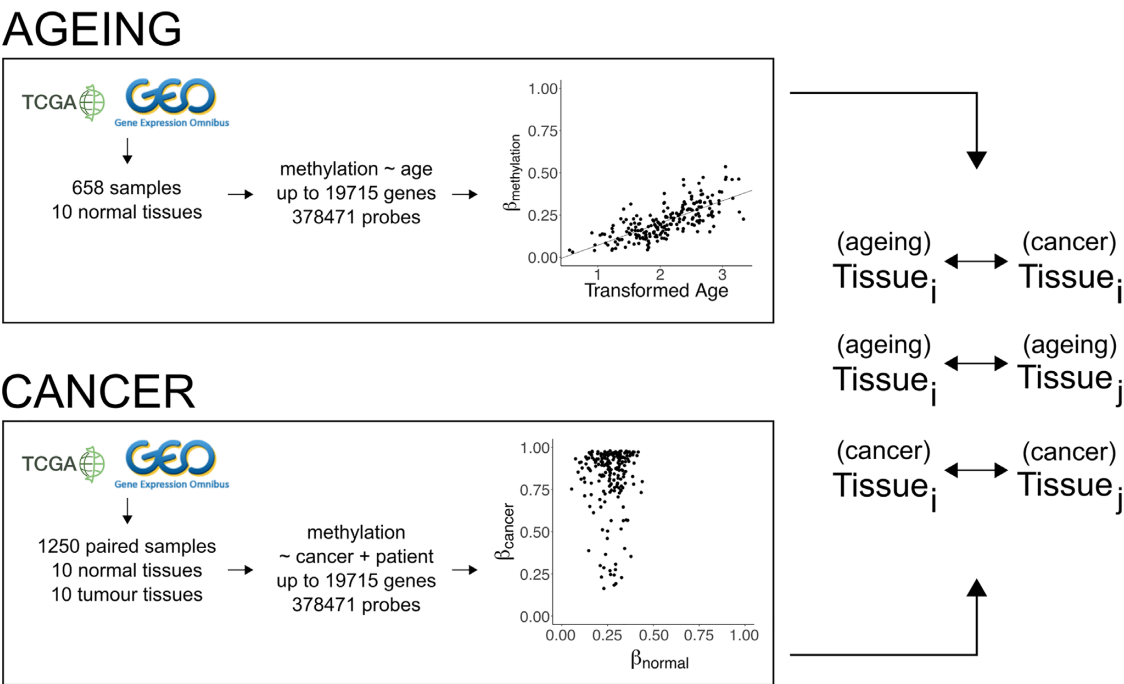 AGEING
TCGA GEO
Gene Expression Omnibus
658 samples
10 normal tissues
methylation ~ age
up to 19715 genes
378471 probes
βmethylation
1.00
0.75
0.50
0.25
0.00
1 2 3
Transformed Age
CANCER
TCGA GEO
Gene Expression Omnibus
1250 paired samples
10 normal tissues
10 tumour tissues
methylation
~ cancer + patient
up to 19715 genes
378471 probes
βcancer
1.00
0.75
0.50
0.25
0.00
0.00 0.25 0.50 0.75 1.00
βnormal
(ageing) (cancer)
Tissuei Tissuei
(ageing) (ageing)
Tissuei Tissuej
(cancer) (cancer)
Tissuei Tissuej